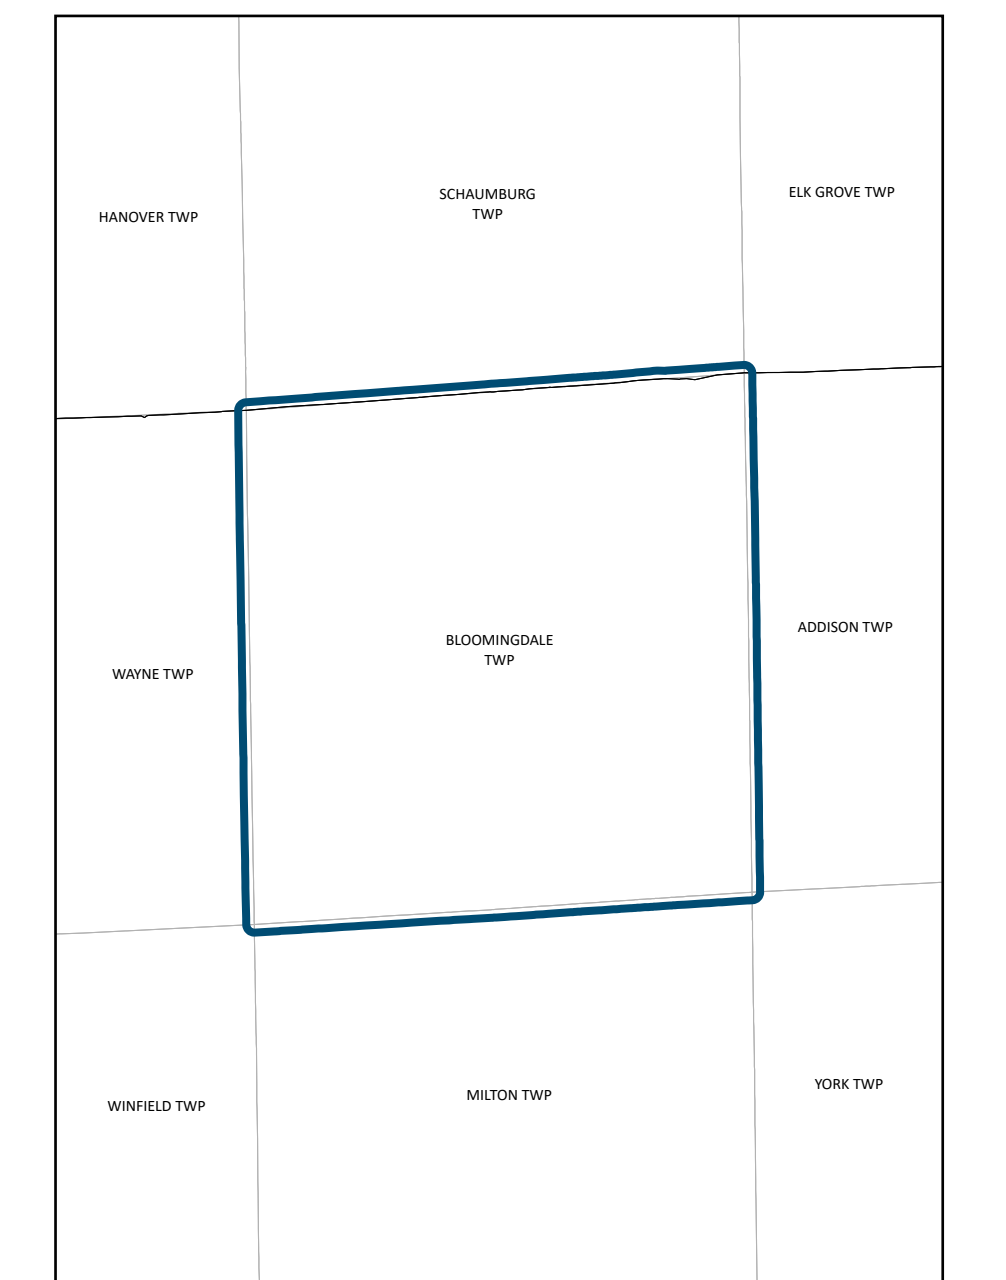 HANOVER TWP
SCHAUMBURG
TWP
ELK GROVE TWP
WAYNE TWP
BLOOMINGDALE
TWP
ADDISON TWP
WINFIELD TWP
MILTON TWP
YORK TWP